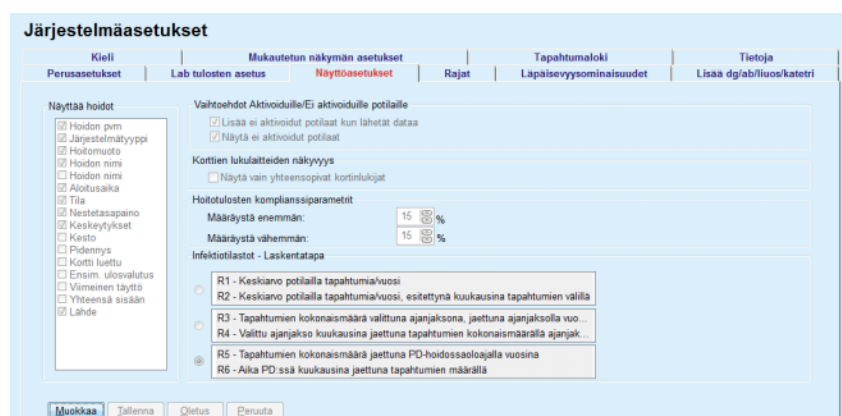 Järjestelmäasetukset
Kieli
Mukautetun näkymän asetukset
Tapahtumaloki
Tietoja
Perusasetukset
Lab tulosten asetus
Näyttöasetukset
Rajat
Läpäisevyysominaisuudet
Lisää dg/ab/liuos/katetri
Näyttää hoidot
Hoidon pvm
Järjestelmätyyppi
Hoitomuoto
Hoidon nimi
Hoidon nimi
Aloitusaika
Tila
Nestetasapaino
Keskeytykset
Kesto
Pidennys
Kortti luettu
Ensim. ulosvalutus
Viimeinen täyttö
Yhteensä sisään
Lähde
Vaihtoehdot Aktivoiduille/Ei aktivoiduille potilaille
Lisää ei aktivoidut potilaat kun lähetät dataa
Näytä ei aktivoidut potilaat
Korttien lukulaitteiden näkyvyys
Näytä vain yhteensopivat kortinlukijat
Hoitotulosten komplianssiparametrit
Määräystä enemmän: 15 %
Määräystä vähemmän: 15 %
Infektiotilastot - Laskentatapa
R1 - Keskiarvo potilailla tapahtumia/vuosi
R2 - Keskiarvo potilailla tapahtumia/vuosi, esitettynä kuukausina tapahtumien välillä
R3 - Tapahtumien kokonaismäärä valittuna ajanjaksona, jaettuna ajanjaksolla vuo...
R4 - Valittu ajanjakso kuukausina jaettuna tapahtumien kokonaismäärällä ajanjak...
R5 - Tapahtumien kokonaismäärä jaettuna PD-hoidossaoloajalla vuosina
R6 - Aika PD:ssä kuukausina jaettuna tapahtumien määrällä
Muokkaa
Tallenna
Oletus
Peruuta